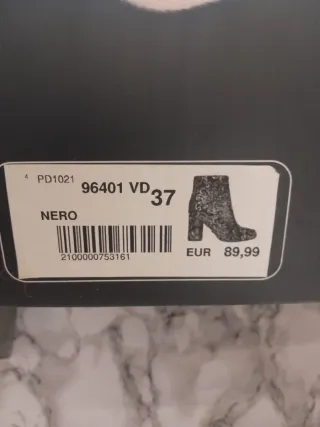 4 PD1021 96401 VD 37
NERO
2100000753161
EUR 89,99